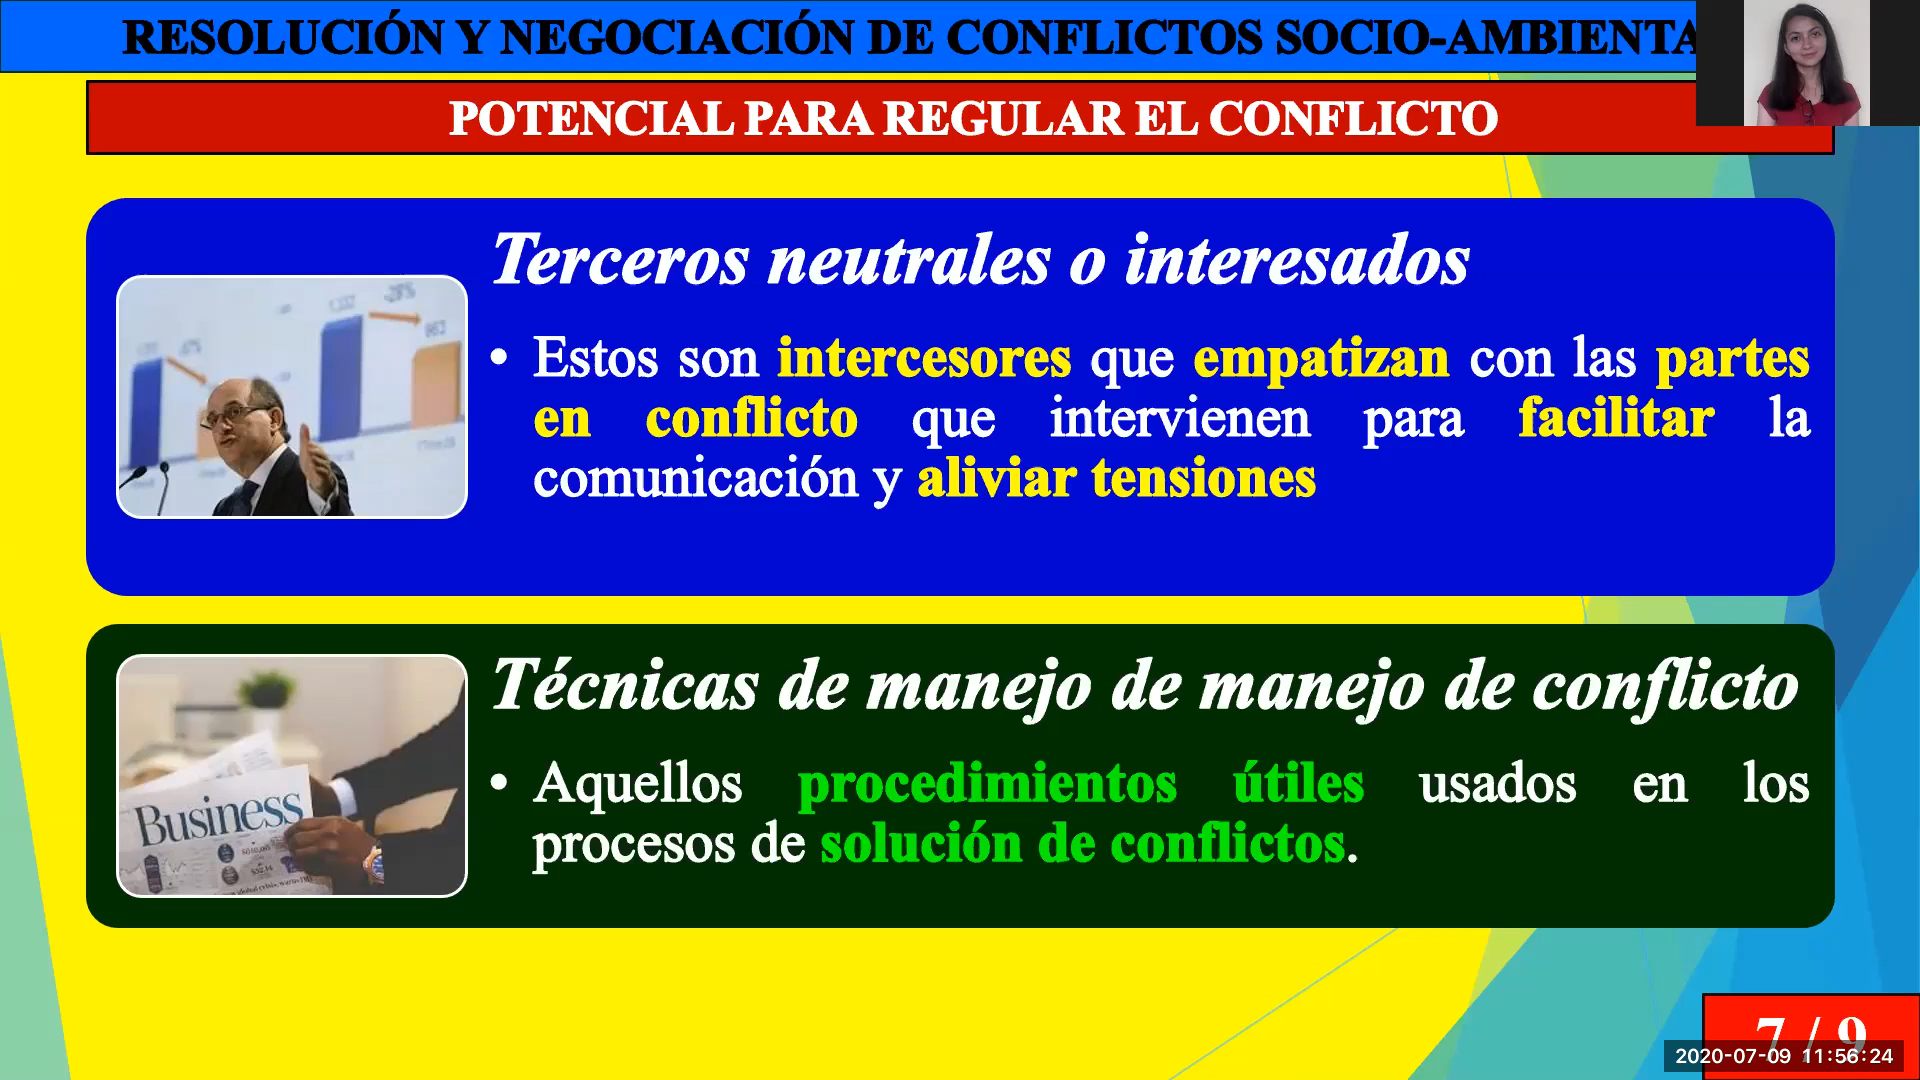 RESOLUCIÓN Y NEGOCIACIÓN DE CONFLICTOS SOCIO-AMBIENTA
POTENCIAL PARA REGULAR EL CONFLICTO
Terceros neutrales o interesados
• Estos son intercesores que empatizan con las partes
en conflicto que intervienen para facilitar la
comunicación y aliviar tensiones
Técnicas de manejo de manejo de conflicto
• Aquellos procedimientos útiles usados en los
procesos de solución de conflictos.
Business
7 / 9
2020-07-09 11:56:24